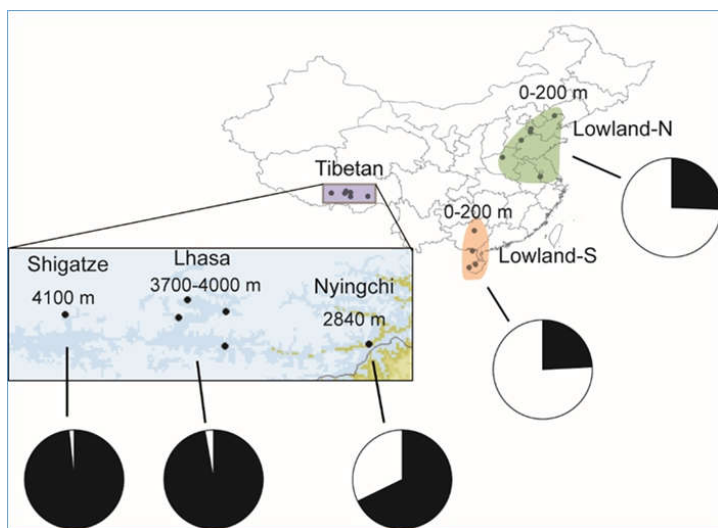 0-200 m
Lowland-N
Tibetan
0-200 m
Lowland-S
Shigatze
4100 m
Lhasa
3700-4000 m
Nyingchi
2840 m